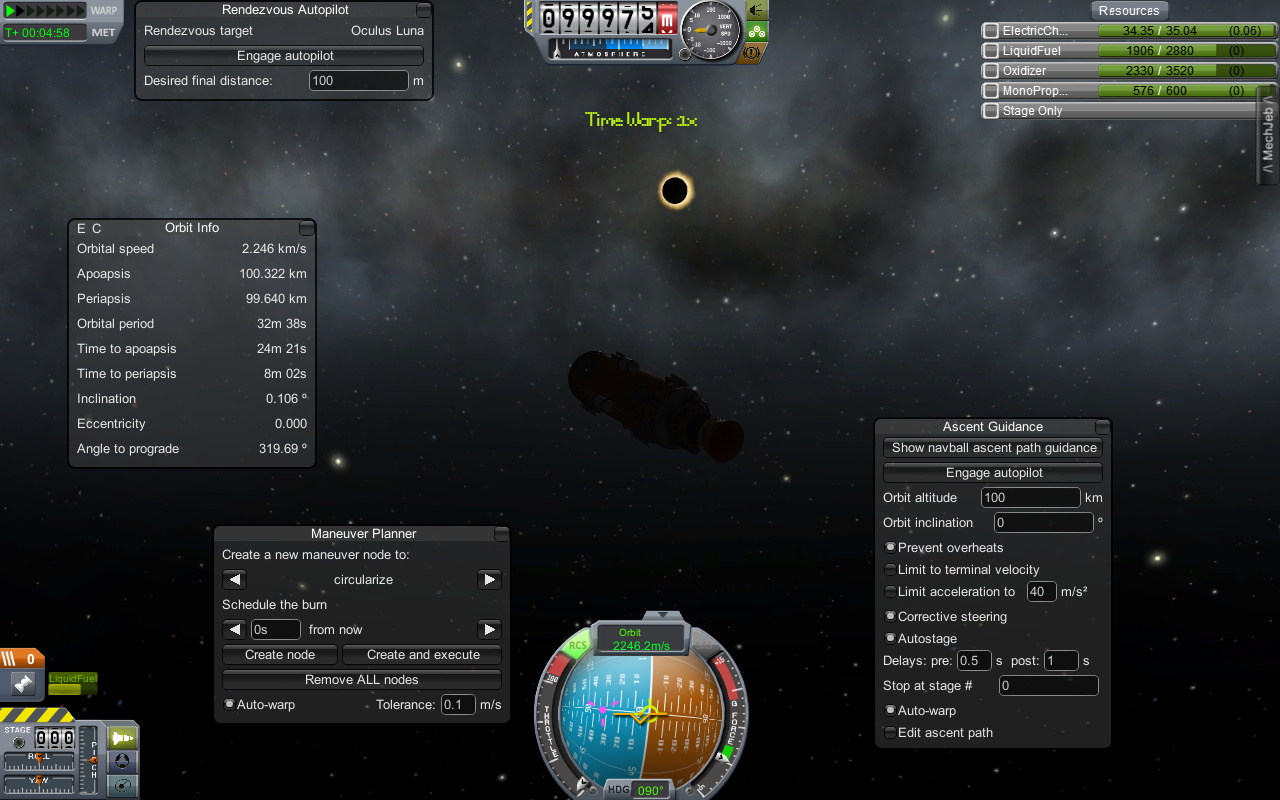 WARP
T+ 00:04:58 MET
Rendezvous Autopilot
Rendezvous target Oculus Luna
Engage autopilot
Desired final distance: 100 m
ATMOSPHERE
Resources
ElectricCh... 34.35 / 35.04 (0.06)
LiquidFuel 1906 / 2880 (0)
Oxidizer 2330 / 3520 (0)
MonoProp... 576 / 600 (0)
Stage Only
/\ MechJeb /\
Time Warp: 1x
E C Orbit Info
Orbital speed 2.246 km/s
Apoapsis 100.322 km
Periapsis 99.640 km
Orbital period 32m 38s
Time to apoapsis 24m 21s
Time to periapsis 8m 02s
Inclination 0.106 º
Eccentricity 0.000
Angle to prograde 319.69 º
Ascent Guidance
Show navball ascent path guidance
Engage autopilot
Orbit altitude 100 km
Orbit inclination 0 º
Prevent overheats
Limit to terminal velocity
Limit acceleration to 40 m/s²
Corrective steering
Autostage
Delays: pre: 0.5 s post: 1 s
Stop at stage # 0
Auto-warp
Edit ascent path
Maneuver Planner
Create a new maneuver node to:
circularize
Schedule the burn
0s from now
Create node Create and execute
Remove ALL nodes
Auto-warp Tolerance: 0.1 m/s
0
LiquidFuel
STAGE
000
ROLL
YAW
PITCH
Orbit
2246.2m/s
RCS
THROTTLE
G FORCE
HDG 090°